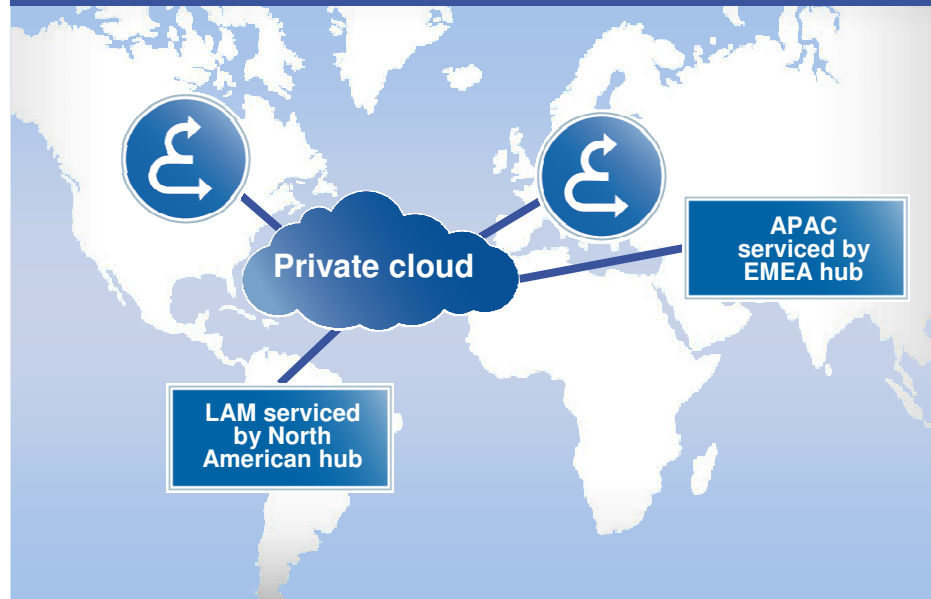 Private cloud
APAC
serviced by
EMEA hub
LAM serviced
by North
American hub